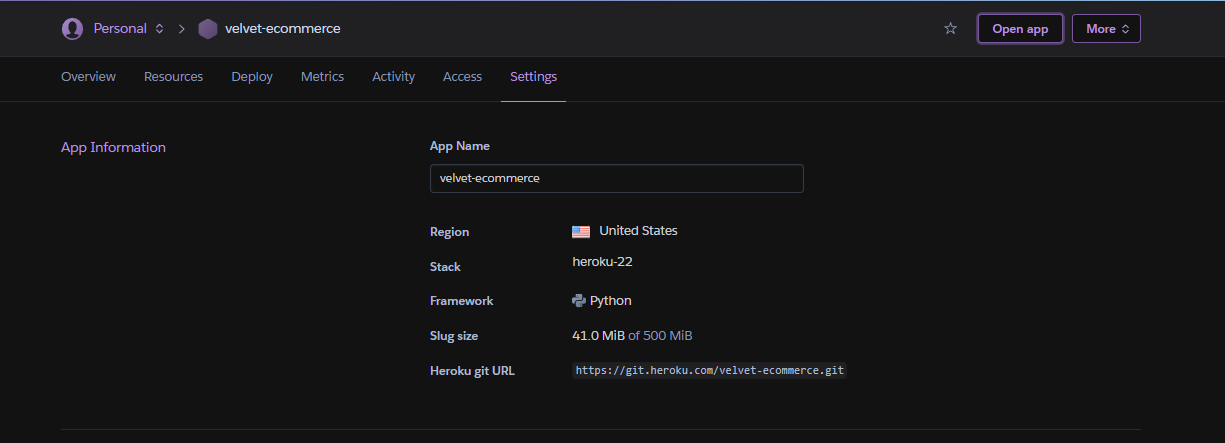 Personal velvet-ecommerce Open app More
Overview Resources Deploy Metrics Activity Access Settings
App Information
App Name
velvet-ecommerce
Region United States
Stack heroku-22
Framework Python
Slug size 41.0 MiB of 500 MiB
Heroku git URL https://git.heroku.com/velvet-ecommerce.git